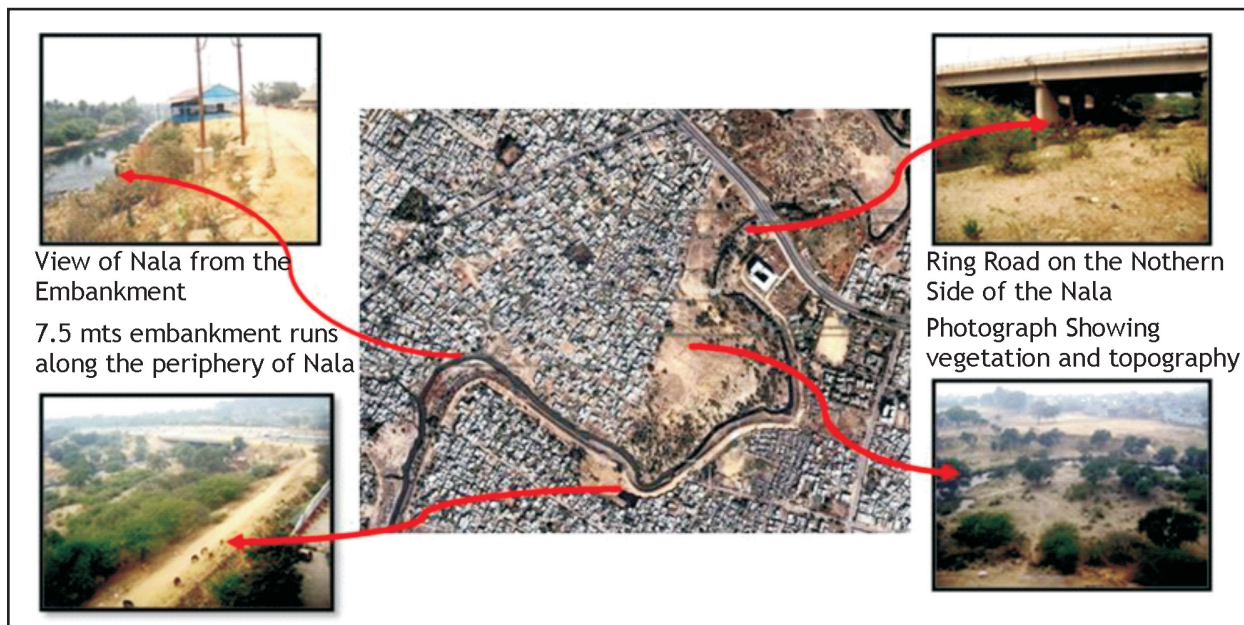 View of Nala from the
Embankment
7.5 mts embankment runs
along the periphery of Nala
Ring Road on the Nothern
Side of the Nala
Photograph Showing
vegetation and topography